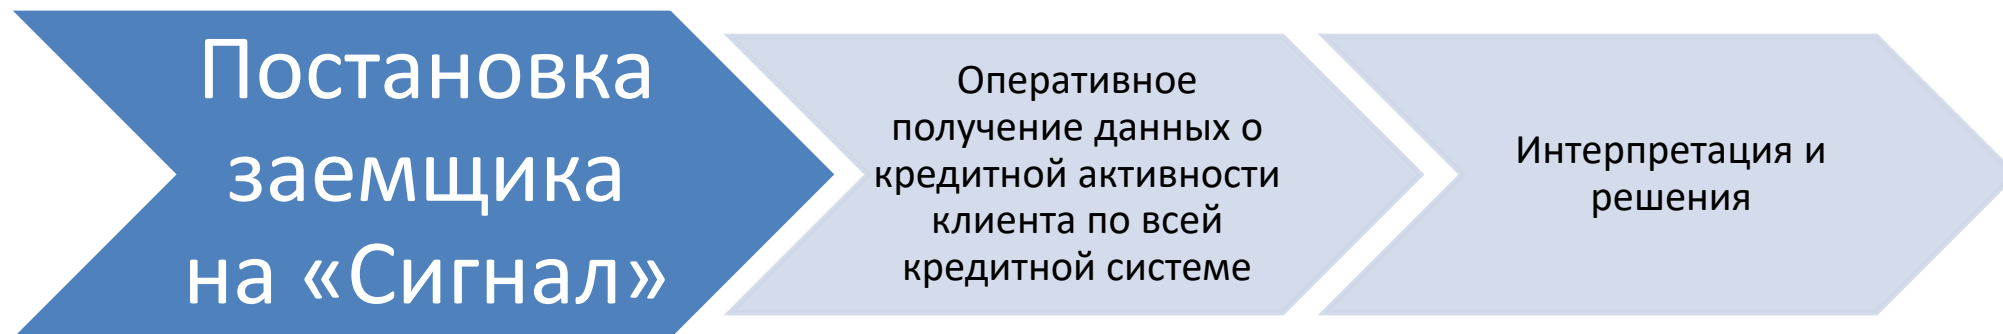 Постановка
заемщика
на «Сигнал»
Оперативное
получение данных о
кредитной активности
клиента по всей
кредитной системе
Интерпретация и
решения